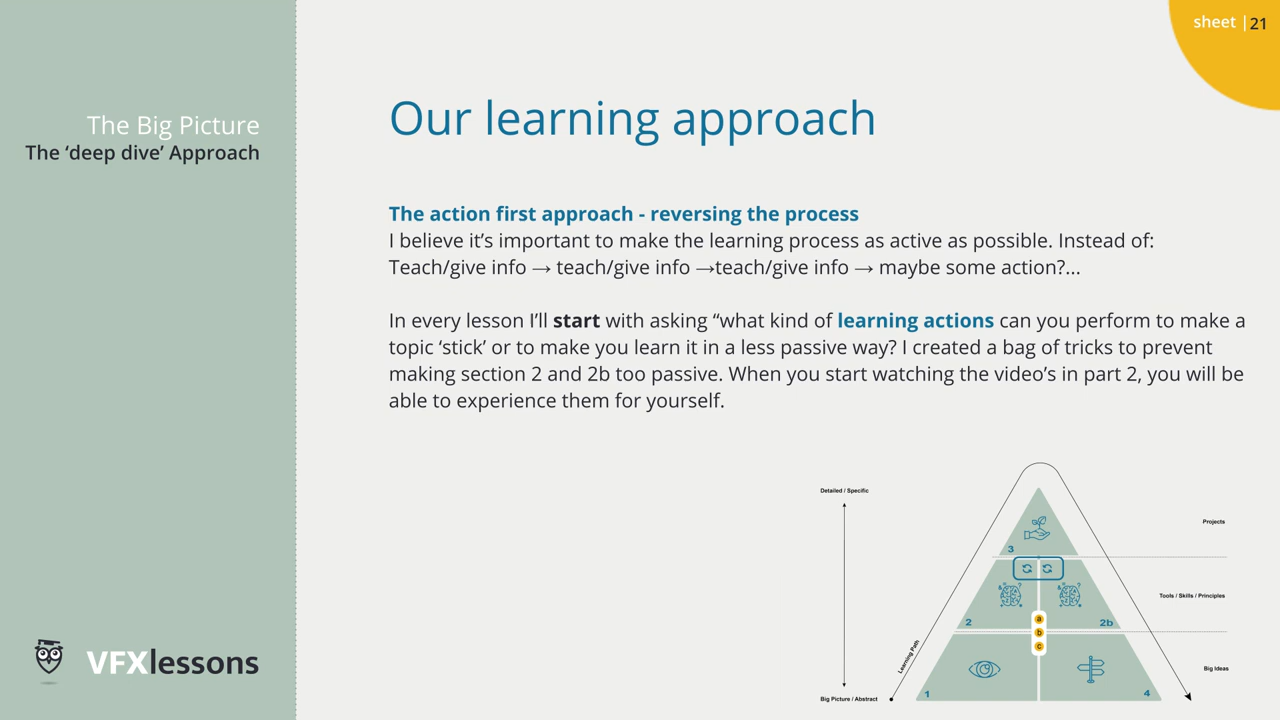 sheet |21
The Big Picture
The ‘deep dive’ Approach
Our learning approach
The action first approach - reversing the process
I believe it’s important to make the learning process as active as possible. Instead of:
Teach/give info → teach/give info →teach/give info → maybe some action?...
In every lesson I’ll start with asking “what kind of learning actions can you perform to make a
topic ‘stick’ or to make you learn it in a less passive way? I created a bag of tricks to prevent
making section 2 and 2b too passive. When you start watching the video’s in part 2, you will be
able to experience them for yourself.
Detailed / Specific
Projects
3
Tools / Skills / Principles
2
2b
a
b
c
Learning Path
Big Ideas
1
4
Big Picture / Abstract
VFXlessons